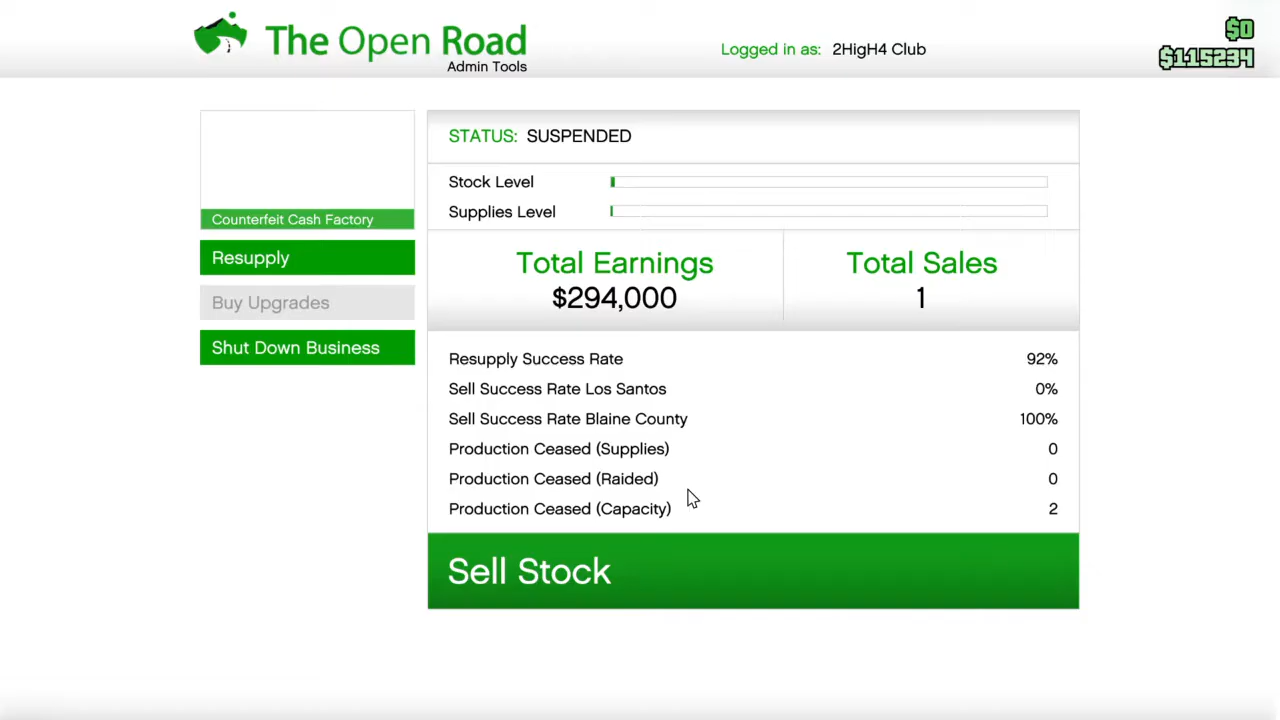 The Open Road
Admin Tools
Logged in as: 2HigH4 Club
$0
$115234
Counterfeit Cash Factory
Resupply
Buy Upgrades
Shut Down Business
STATUS: SUSPENDED
Stock Level
Supplies Level
Total Earnings
$294,000
Total Sales
1
Resupply Success Rate 92%
Sell Success Rate Los Santos 0%
Sell Success Rate Blaine County 100%
Production Ceased (Supplies) 0
Production Ceased (Raided) 0
Production Ceased (Capacity) 2
Sell Stock